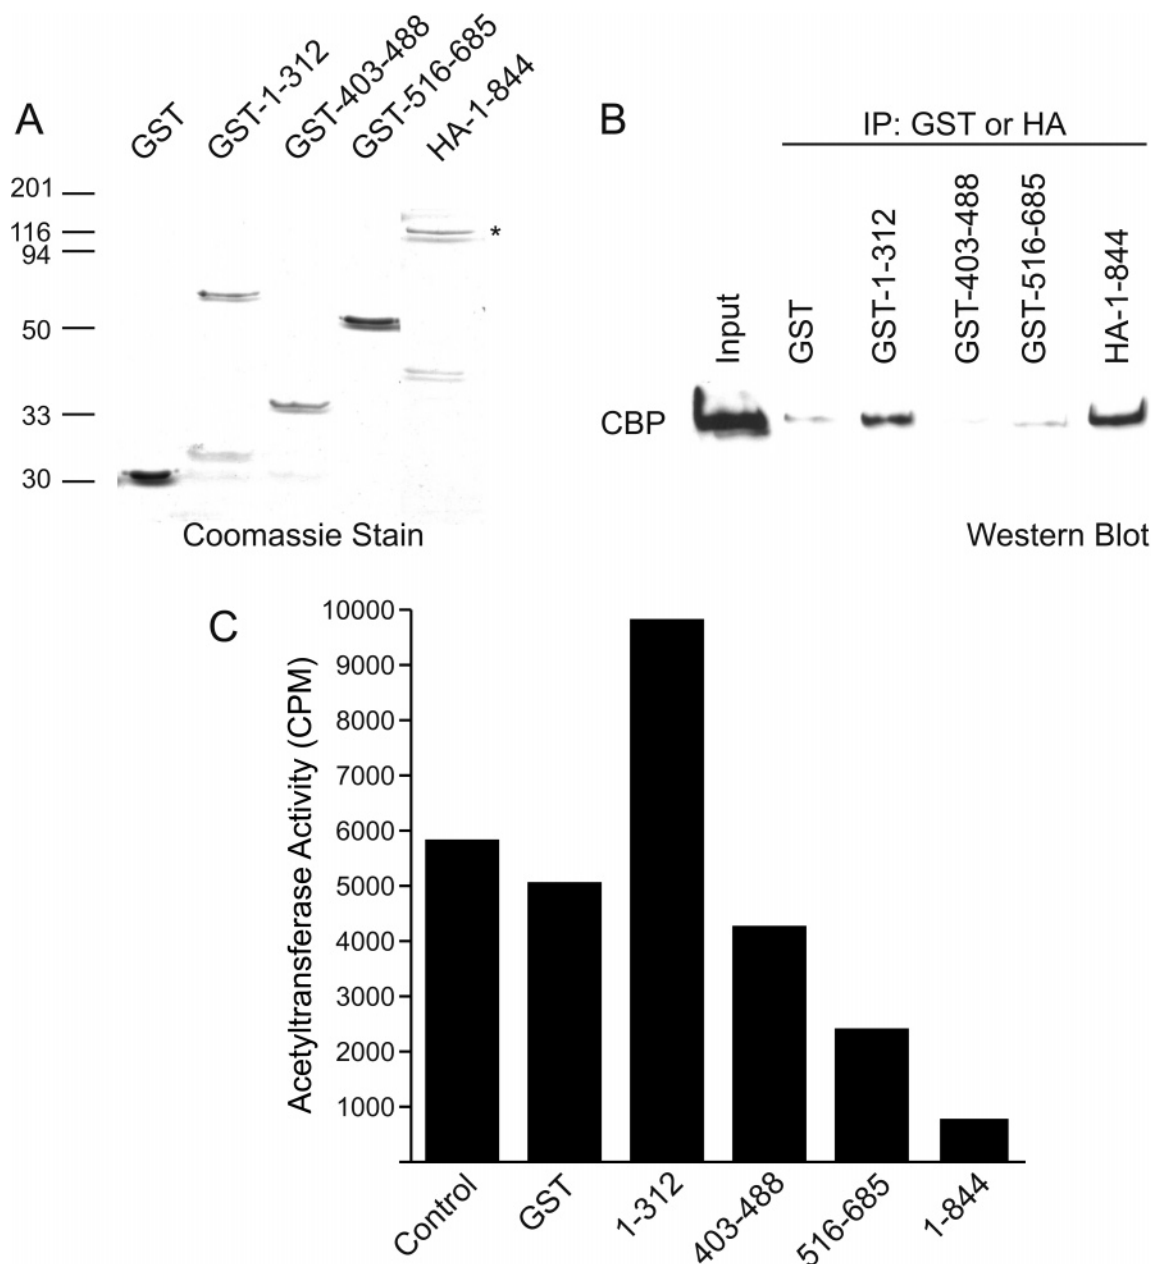 A
GST
GST-1-312
GST-403-488
GST-516-685
HA-1-844
201
116
94
50
33
30
*
Coomassie Stain
B
IP: GST or HA
Input
GST
GST-1-312
GST-403-488
GST-516-685
HA-1-844
CBP
Western Blot
C
Acetyltransferase Activity (CPM)
10000
9000
8000
7000
6000
5000
4000
3000
2000
1000
Control
GST
1-312
403-488
516-685
1-844